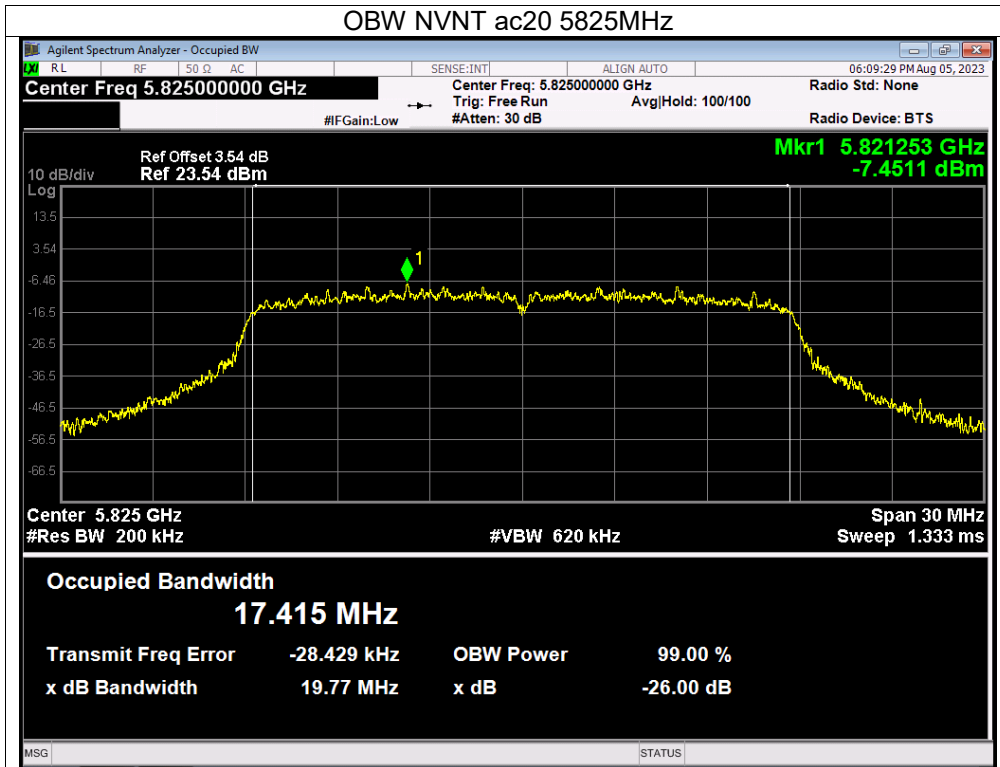 OBW NVNT ac20 5825MHz
Agilent Spectrum Analyzer - Occupied BW
LXI RL RF 50 Ω AC SENSE:INT ALIGN AUTO 06:09:29 PM Aug 05, 2023
Center Freq 5.825000000 GHz Center Freq: 5.825000000 GHz Radio Std: None
Trig: Free Run Avg|Hold: 100/100
#IFGain:Low #Atten: 30 dB Radio Device: BTS
Mkr1 5.821253 GHz
-7.4511 dBm
Ref Offset 3.54 dB
10 dB/div Ref 23.54 dBm
Log
13.5
3.54
1
-6.46
-16.5
-26.5
-36.5
-46.5
-56.5
-66.5
Center 5.825 GHz Span 30 MHz
#Res BW 200 kHz #VBW 620 kHz Sweep 1.333 ms
Occupied Bandwidth
17.415 MHz
Transmit Freq Error -28.429 kHz OBW Power 99.00 %
x dB Bandwidth 19.77 MHz x dB -26.00 dB
MSG STATUS